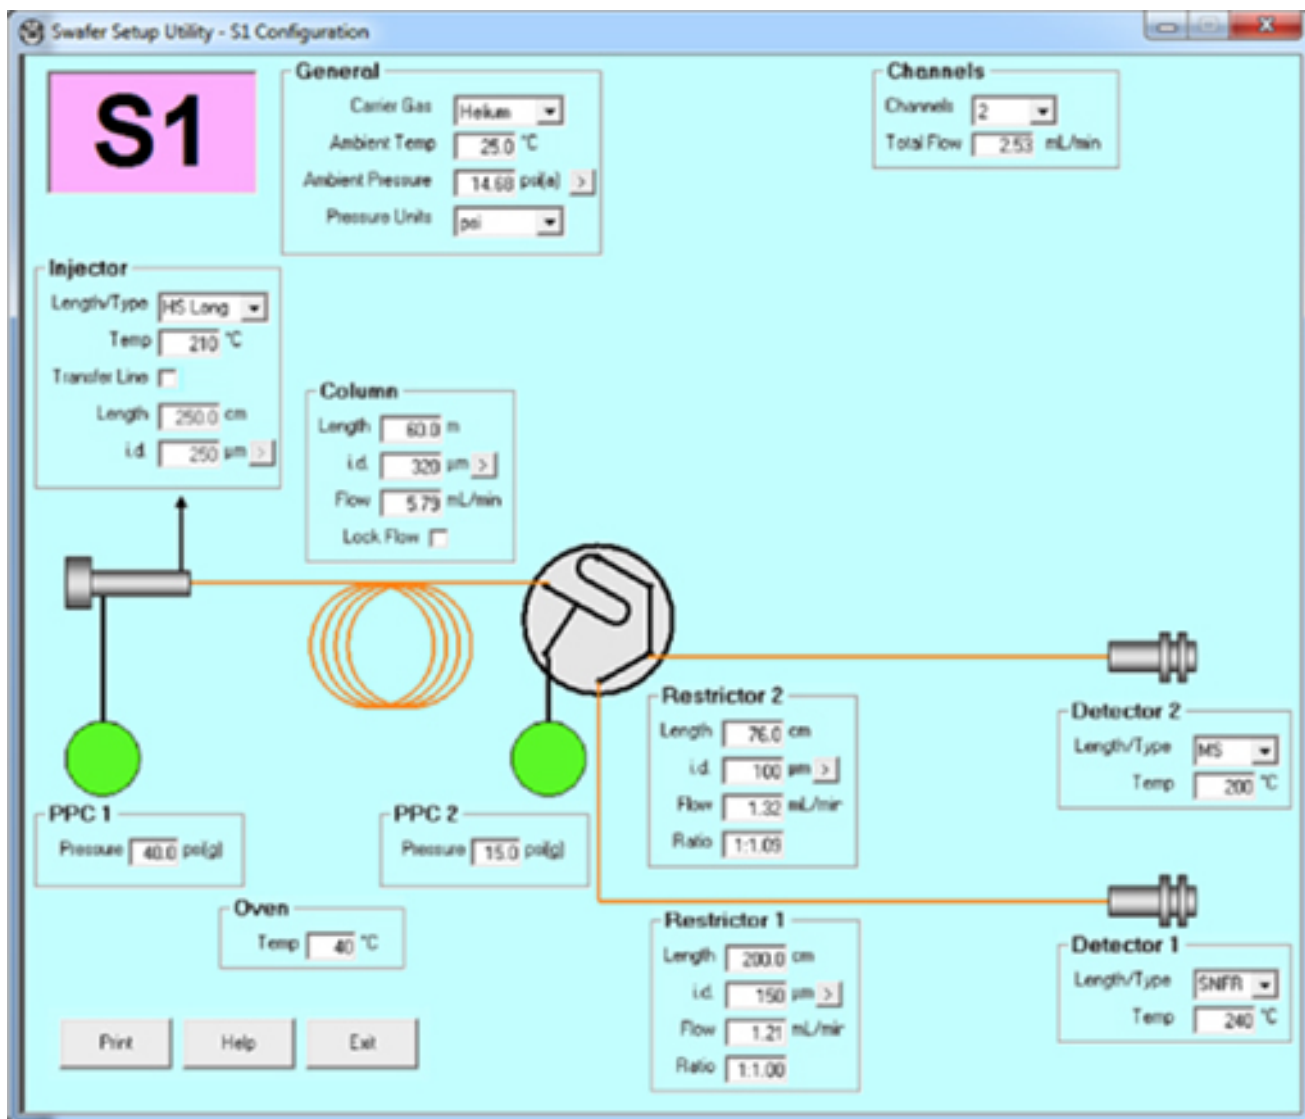 Swafer Setup Utility - S1 Configuration
S1
General
Carrier Gas Helium
Ambient Temp 25.0 °C
Ambient Pressure 14.68 psi(a) >
Pressure Units psi
Channels
Channels 2
Total Flow 2.53 mL/min
Injector
Length/Type HS Long
Temp 210 °C
Transfer Line
Length 250.0 cm
i.d. 250 µm >
Column
Length 60.0 m
i.d. 320 µm >
Flow 5.79 mL/min
Lock Flow
Restrictor 2
Length 76.0 cm
i.d. 100 µm >
Flow 1.32 mL/min
Ratio 1:1.09
Detector 2
Length/Type MS
Temp 200 °C
PPC 1
Pressure 40.0 psi(g)
PPC 2
Pressure 15.0 psi(g)
Oven
Temp 40 °C
Restrictor 1
Length 200.0 cm
i.d. 150 µm >
Flow 1.21 mL/min
Ratio 1:1.00
Detector 1
Length/Type SNFR
Temp 240 °C
Print Help Exit